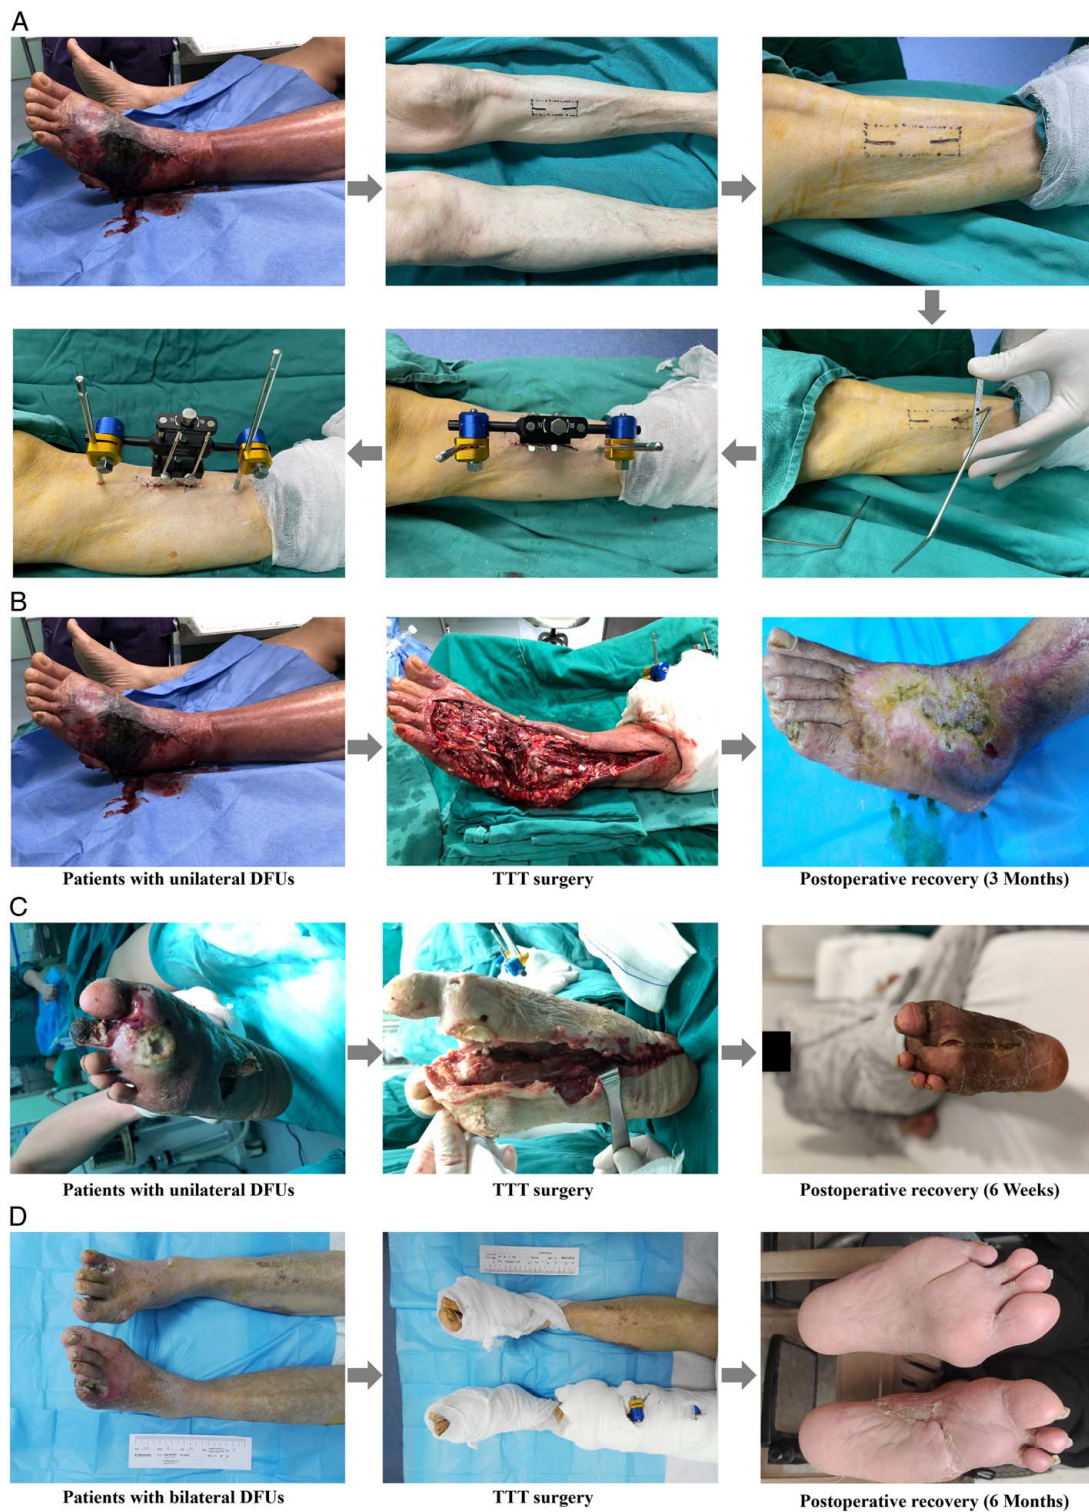 A
B
Patients with unilateral DFUs
TTT surgery
Postoperative recovery (3 Months)
C
Patients with unilateral DFUs
TTT surgery
Postoperative recovery (6 Weeks)
D
Patients with bilateral DFUs
TTT surgery
Postoperative recovery (6 Months)